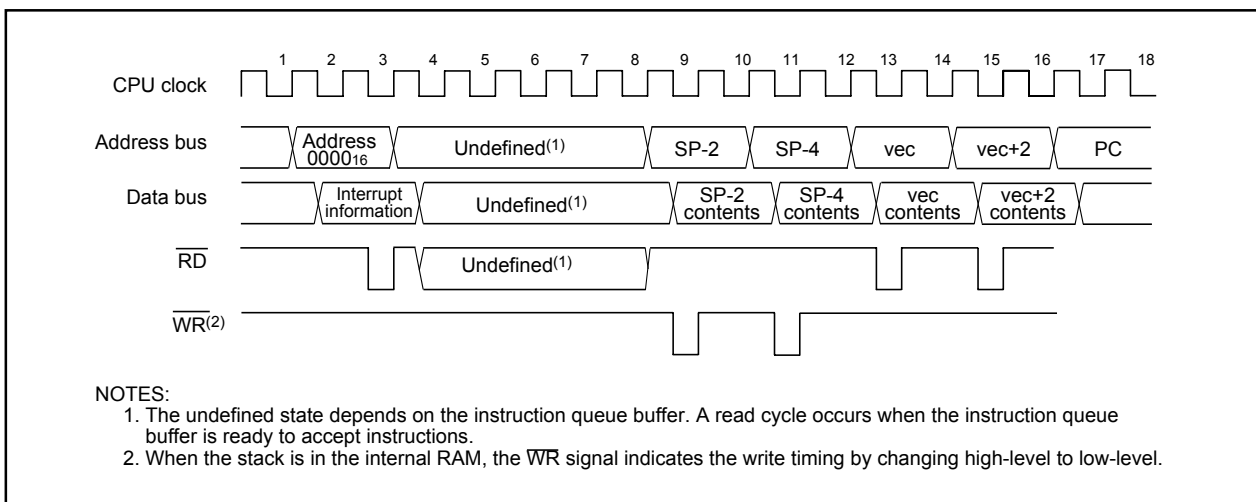 1 2 3 4 5 6 7 8 9 10 11 12 13 14 15 16 17 18
CPU clock
Address bus
Address
0000₁₆
Undefined(1)
SP-2
SP-4
vec
vec+2
PC
Data bus
Interrupt
information
Undefined(1)
SP-2
contents
SP-4
contents
vec
contents
vec+2
contents
RD
Undefined(1)
WR(2)
NOTES:
1. The undefined state depends on the instruction queue buffer. A read cycle occurs when the instruction queue
buffer is ready to accept instructions.
2. When the stack is in the internal RAM, the WR signal indicates the write timing by changing high-level to low-level.